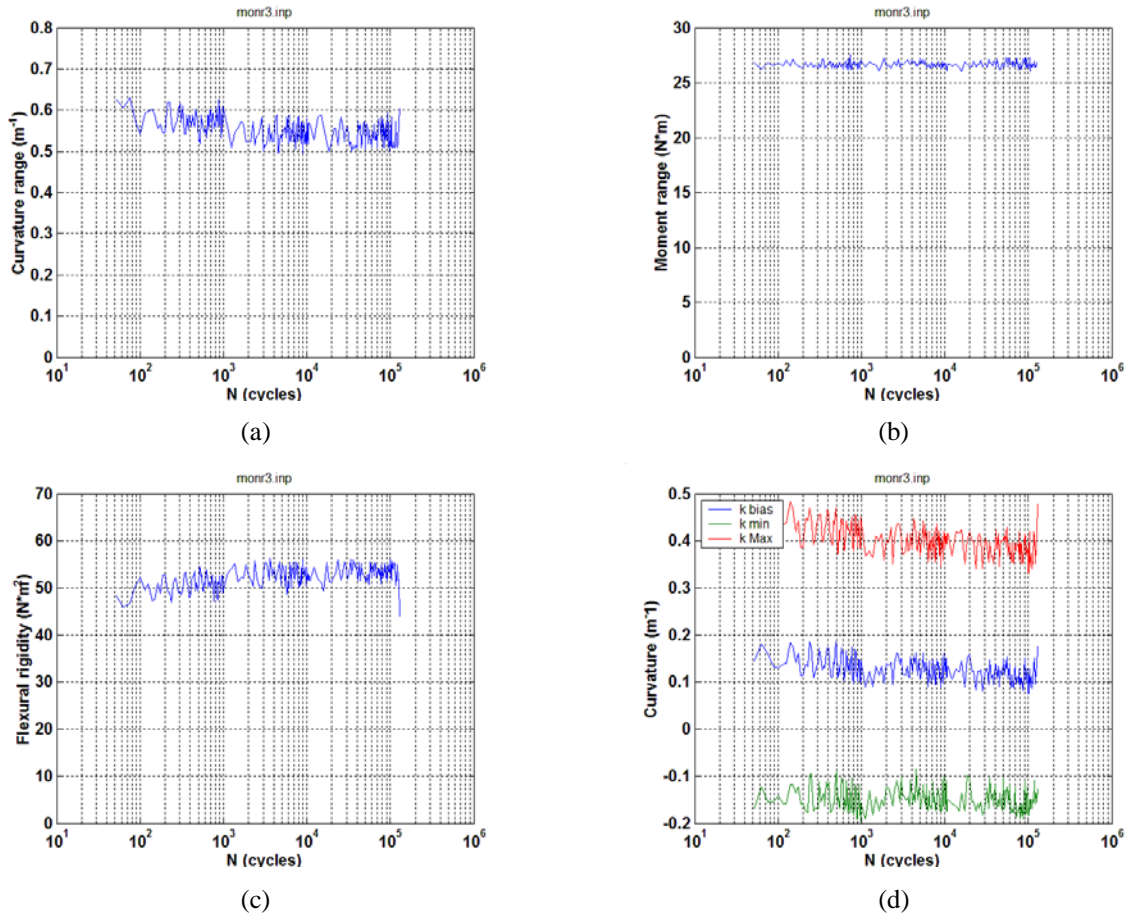 monr3.inp
Curvature range (m⁻¹)
0.8
0.7
0.6
0.5
0.4
0.3
0.2
0.1
0
10¹ 10² 10³ 10⁴ 10⁵ 10⁶
N (cycles)
(a)
monr3.inp
Moment range (N*m)
30
25
20
15
10
5
0
10¹ 10² 10³ 10⁴ 10⁵ 10⁶
N (cycles)
(b)
monr3.inp
Flexural rigidity (N*m²)
70
60
50
40
30
20
10
0
10¹ 10² 10³ 10⁴ 10⁵ 10⁶
N (cycles)
(c)
monr3.inp
Curvature (m⁻¹)
0.5
0.4
0.3
0.2
0.1
0
-0.1
-0.2
k bias
k min
k Max
10¹ 10² 10³ 10⁴ 10⁵ 10⁶
N (cycles)
(d)